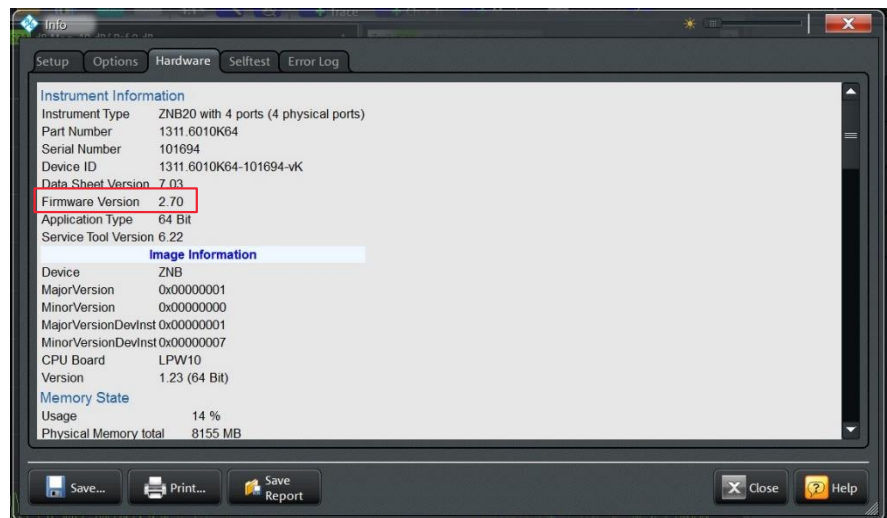 Info
Setup Options Hardware Selftest Error Log
Instrument Information
Instrument Type ZNB20 with 4 ports (4 physical ports)
Part Number 1311.6010K64
Serial Number 101694
Device ID 1311.6010K64-101694-vK
Data Sheet Version 7.03
Firmware Version 2.70
Application Type 64 Bit
Service Tool Version 6.22
Image Information
Device ZNB
MajorVersion 0x00000001
MinorVersion 0x00000000
MajorVersionDevInst 0x00000001
MinorVersionDevInst 0x00000007
CPU Board LPW10
Version 1.23 (64 Bit)
Memory State
Usage 14 %
Physical Memory total 8155 MB
Save... Print... Save Report Close Help